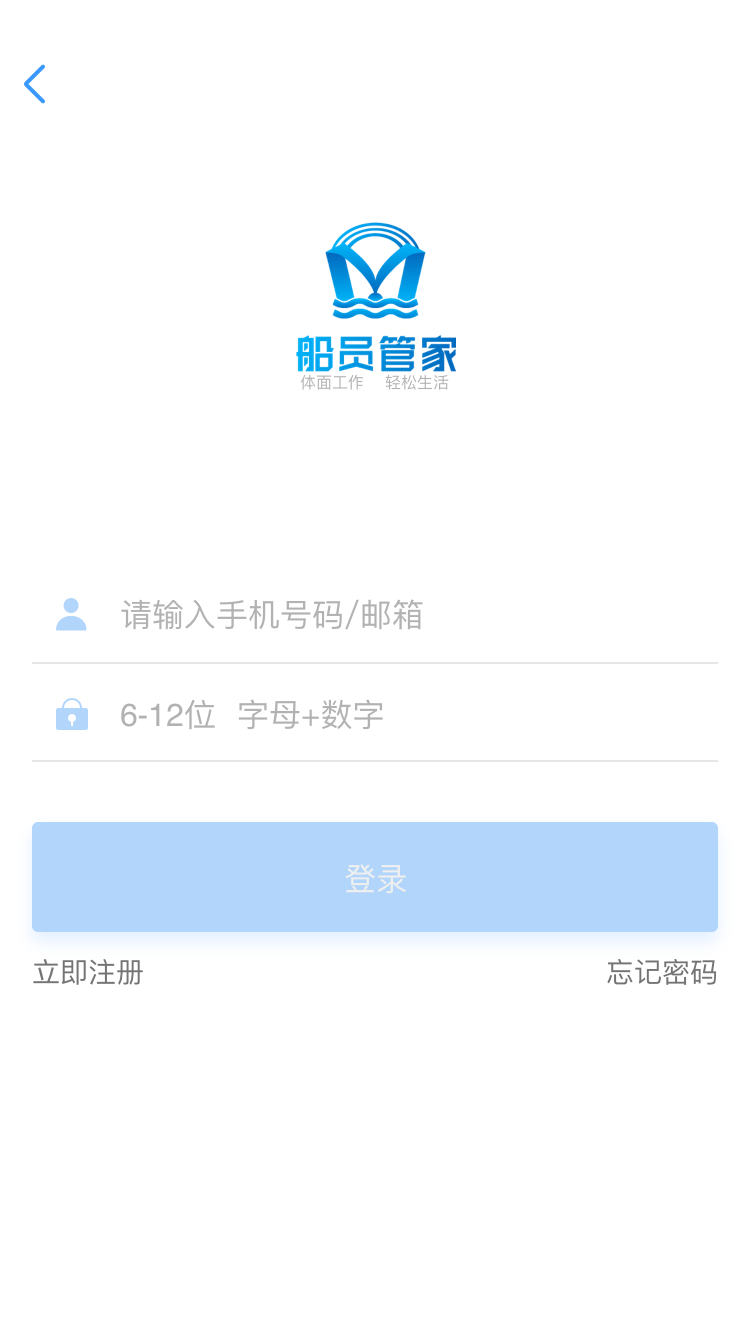 船员管家
体面工作 轻松生活
请输入手机号码/邮箱
6-12位 字母+数字
登录
立即注册 忘记密码